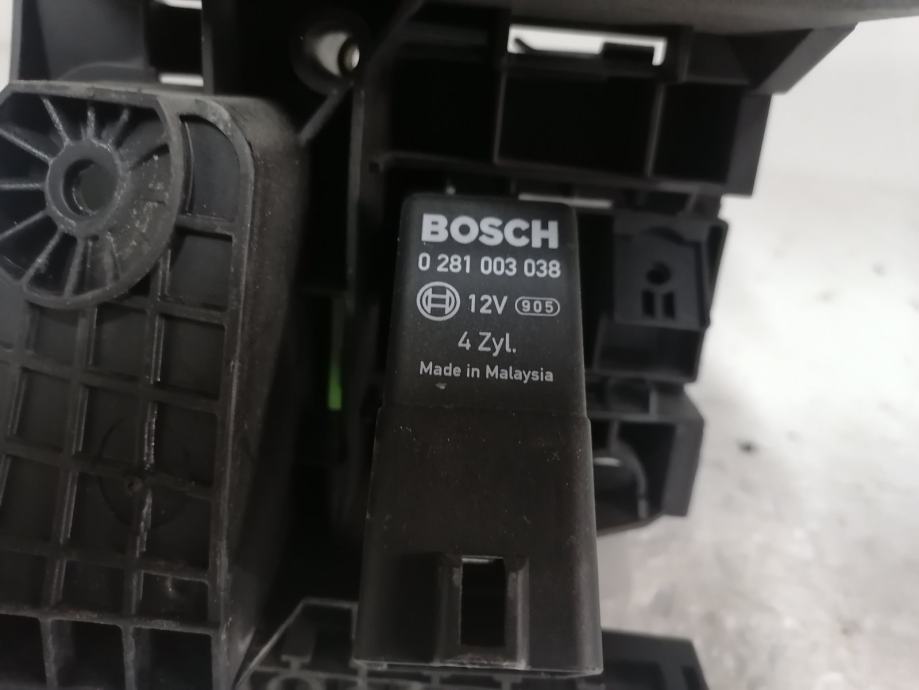 BOSCH
0 281 003 038
12V 905
4 Zyl.
Made in Malaysia